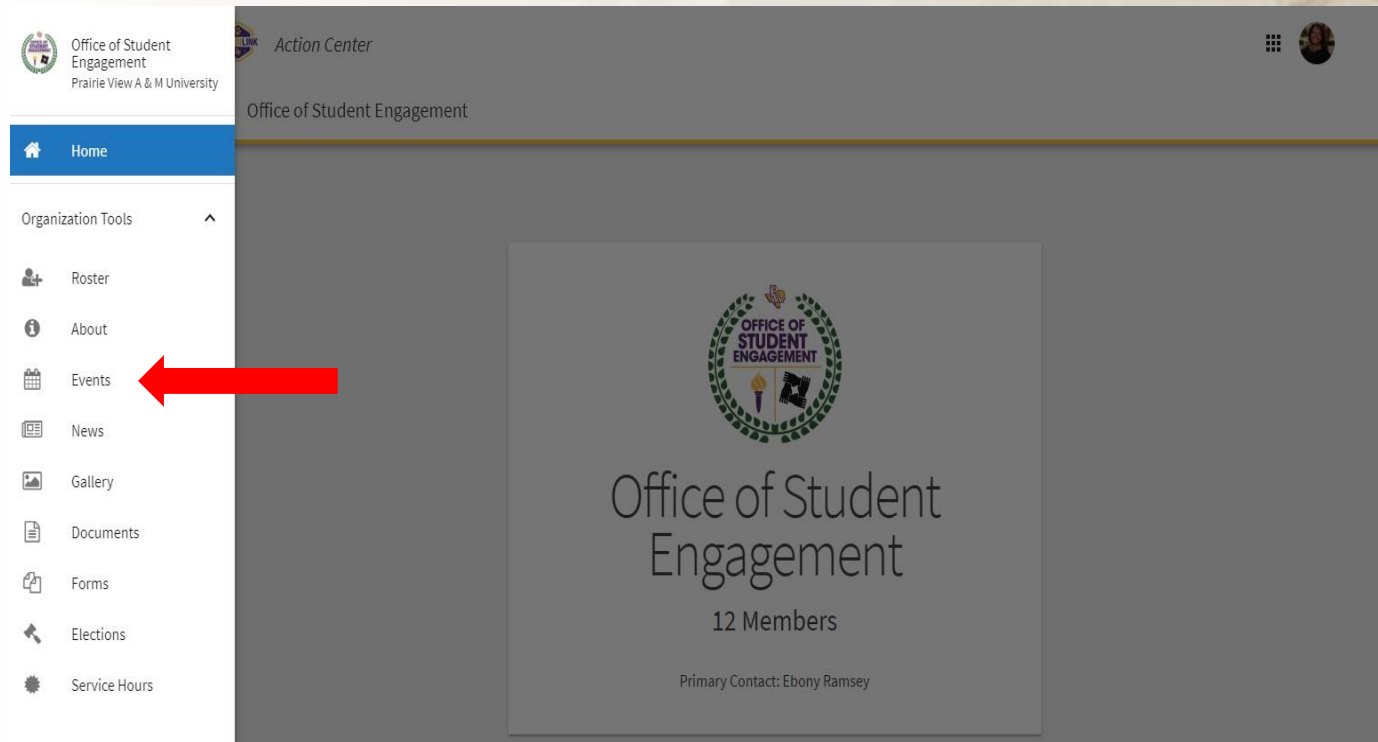 Office of Student
Engagement
Prairie View A & M University
LINK
Action Center
Office of Student Engagement
Home
Organization Tools
Roster
About
Events
News
Gallery
Documents
Forms
Elections
Service Hours
OFFICE OF
STUDENT
ENGAGEMENT
Office of Student
Engagement
12 Members
Primary Contact: Ebony Ramsey